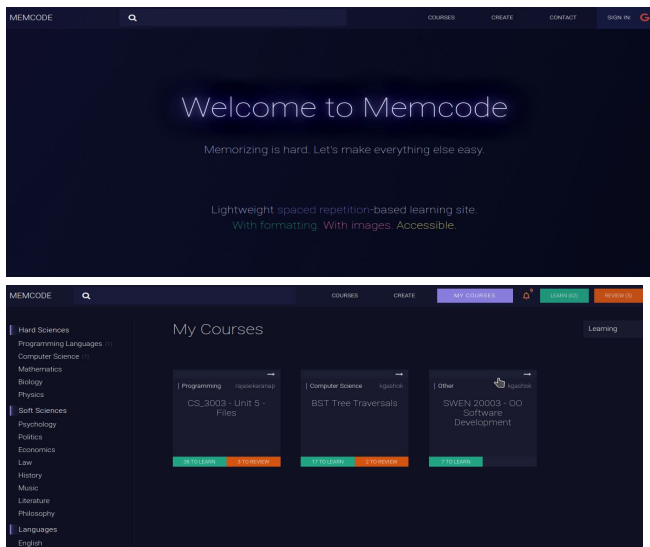 MEMCODE COURSES CREATE CONTACT SIGN IN: G
Welcome to Memcode
Memorizing is hard. Let's make everything else easy.
Lightweight spaced repetition-based learning site.
With formatting. With images. Accessible.
MEMCODE COURSES CREATE MY COURSES LEARN (62) REVIEW (5)
Hard Sciences
Programming Languages (1)
Computer Science (1)
Mathematics
Biology
Physics
Soft Sciences
Psychology
Politics
Economics
Law
History
Music
Literature
Philosophy
Languages
English
My Courses
Learning
Programming rajasekaranap
CS_3003 - Unit 5 -
Files
38 TO LEARN 3 TO REVIEW
Computer Science kgashok
BST Tree Traversals
17 TO LEARN 2 TO REVIEW
Other kgashok
SWEN 20003 - OO
Software
Development
7 TO LEARN